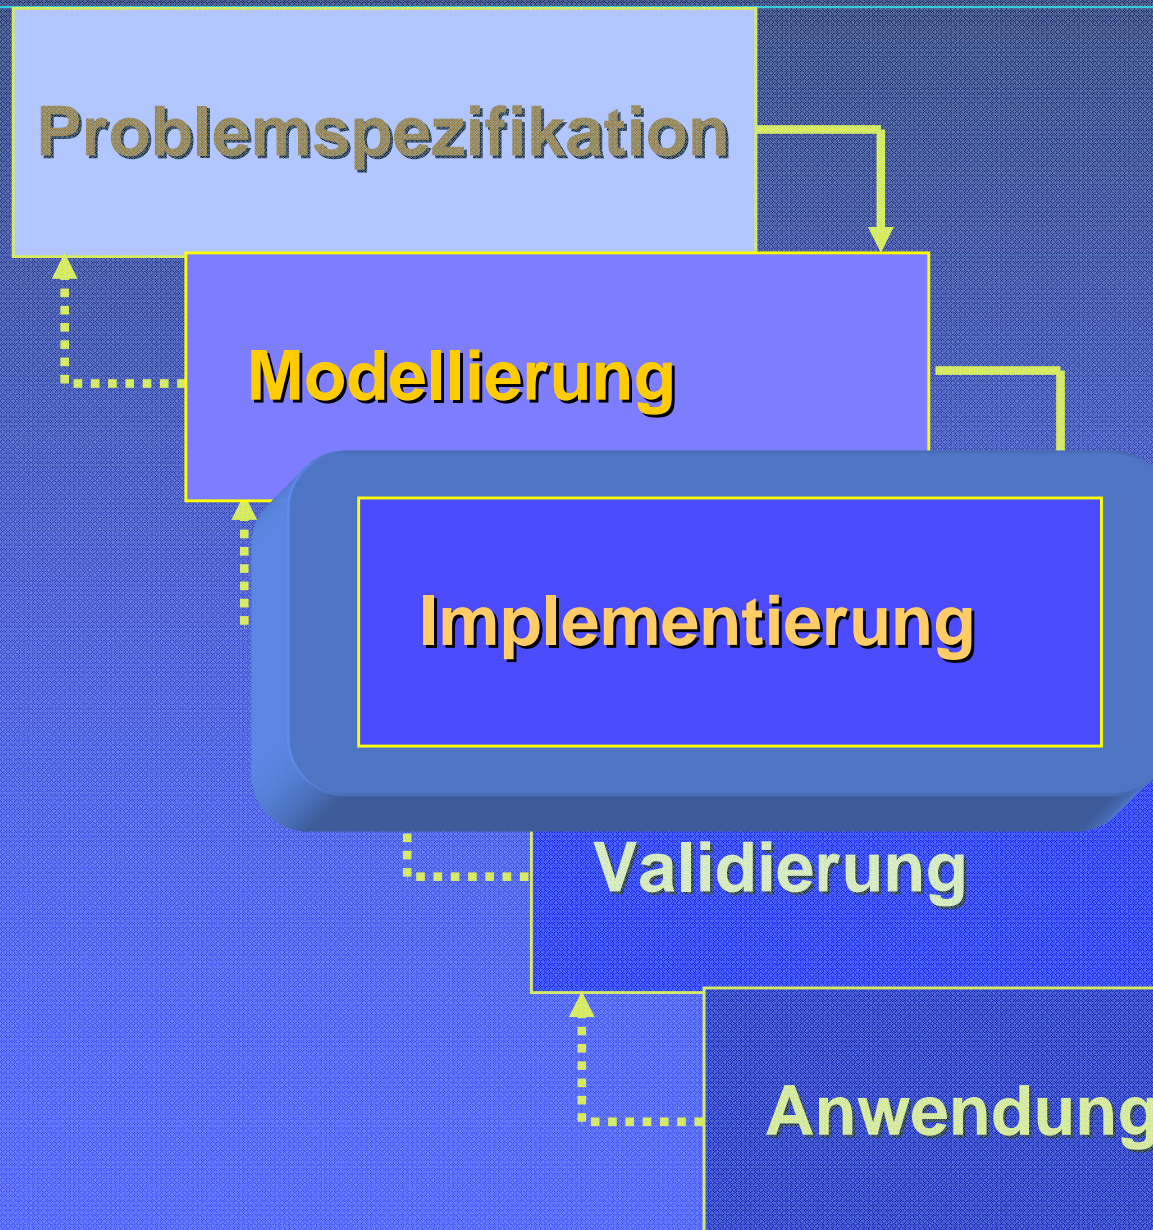 Problemspezifikation
Modellierung
Implementierung
Validierung
Anwendung